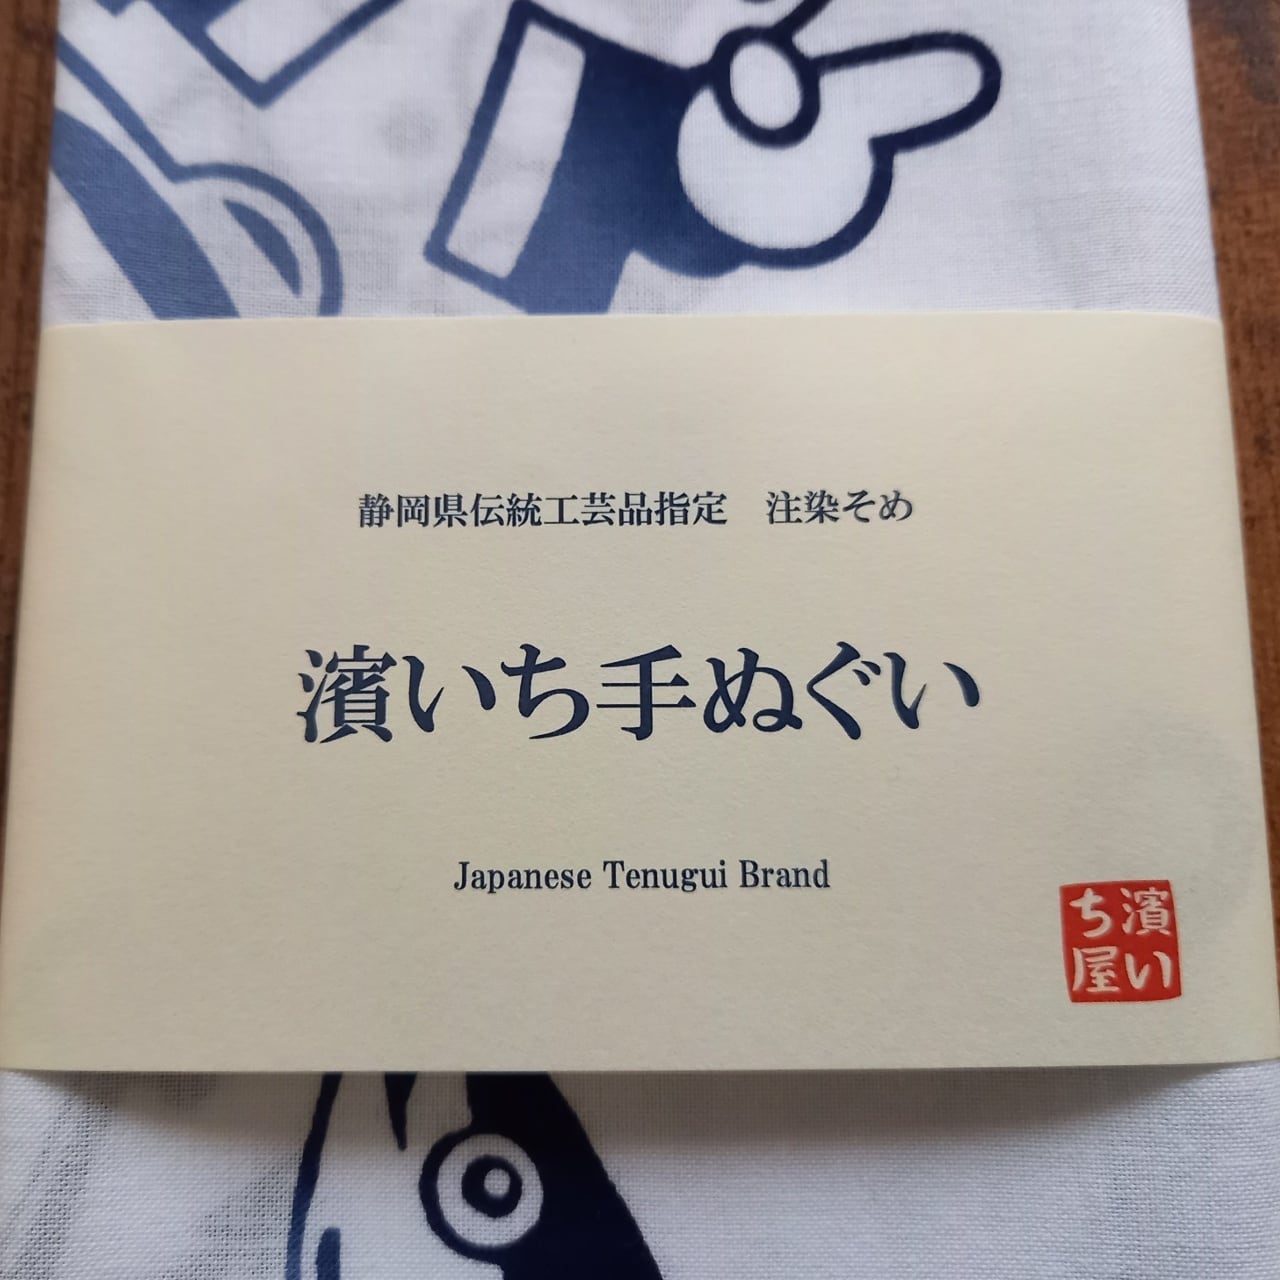 静岡県伝統工芸品指定　注染そめ
濱いち手ぬぐい
Japanese Tenugui Brand
濱い
ち屋